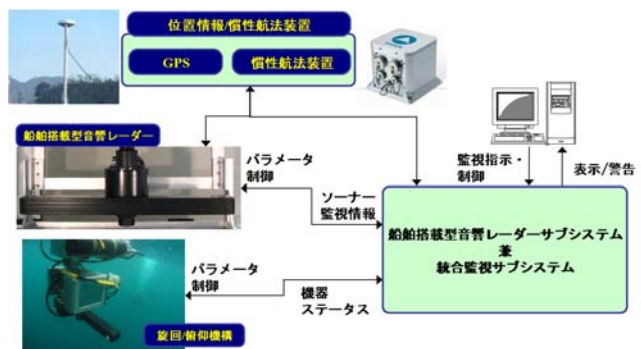 位置情報/慣性航法装置
GPS
慣性航法装置
船舶搭載型音響レーダー
パラメータ
制御
ソーナー
監視情報
監視指示・
制御
表示/警告
船舶搭載型音響レーダーサブシステム
兼
統合監視サブシステム
パラメータ
制御
機器
ステータス
旋回/俯仰機構